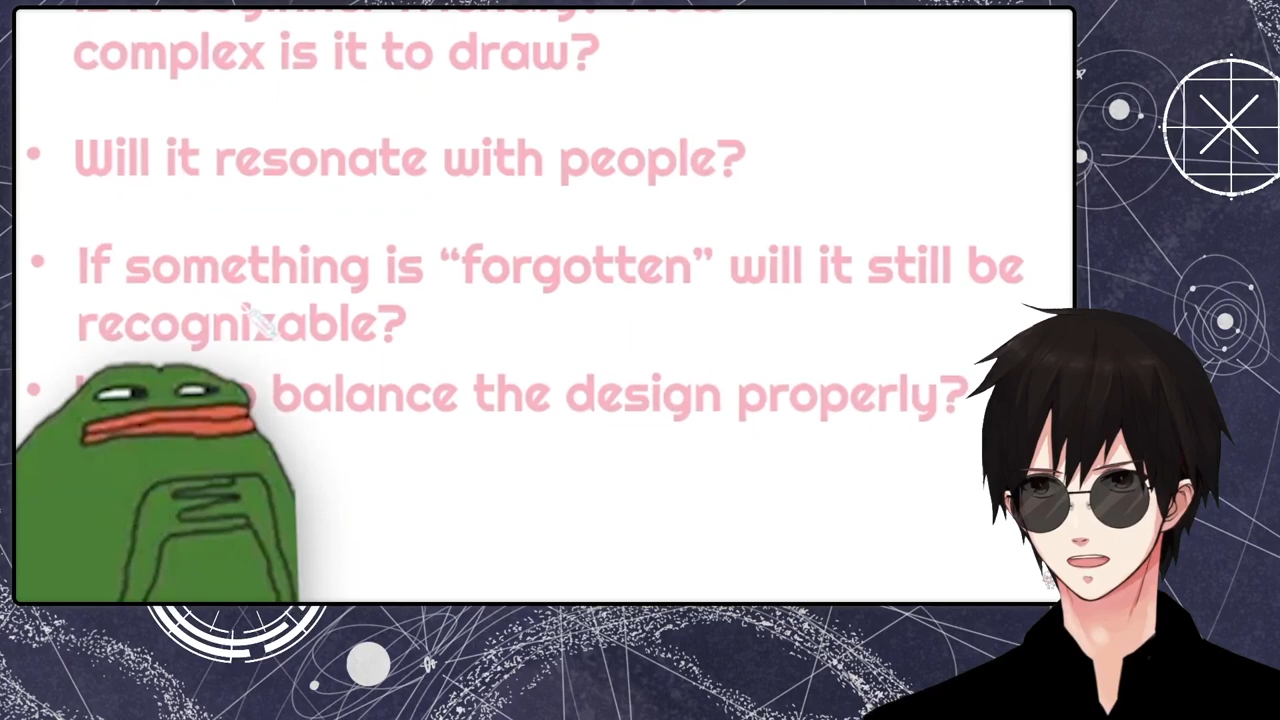 complex is it to draw?
• Will it resonate with people?
• If something is “forgotten” will it still be
recognizable?
• balance the design properly?